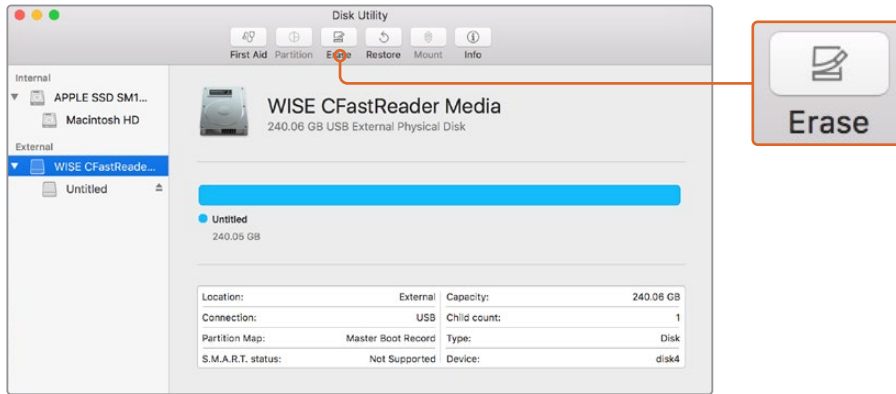 Disk Utility
First Aid Partition Erase Restore Mount Info
Erase
Internal
APPLE SSD SM1...
Macintosh HD
External
WISE CFastReade...
Untitled
WISE CFastReader Media
240.06 GB USB External Physical Disk
Untitled
240.05 GB
Location: External Capacity: 240.06 GB
Connection: USB Child count: 1
Partition Map: Master Boot Record Type: Disk
S.M.A.R.T. status: Not Supported Device: disk4